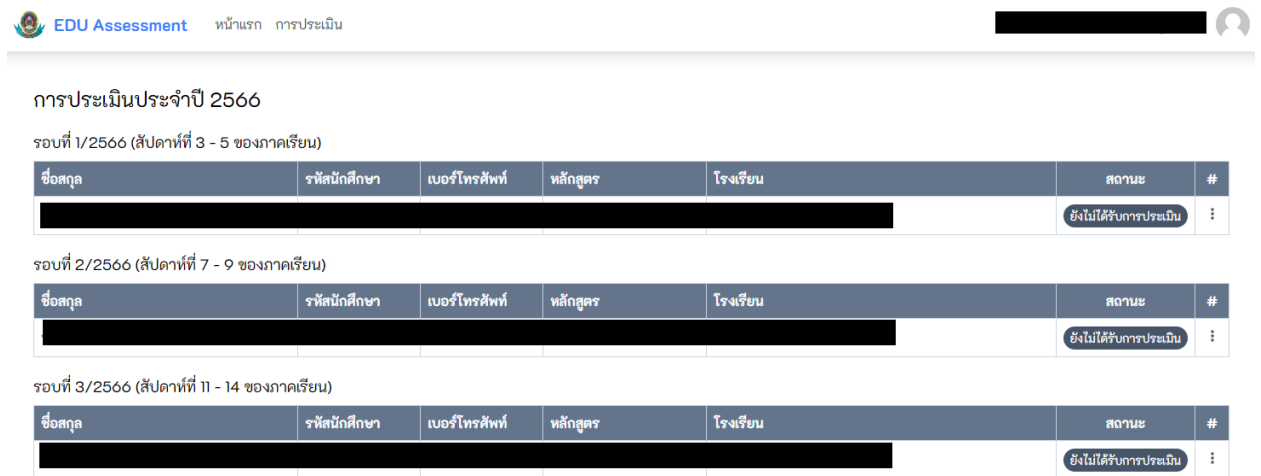 EDU Assessment หน้าแรก การประเมิน
การประเมินประจำปี 2566
รอบที่ 1/2566 (สัปดาห์ที่ 3 - 5 ของภาคเรียน)
ชื่อสกุล รหัสนักศึกษา เบอร์โทรศัพท์ หลักสูตร โรงเรียน สถานะ #
ยังไม่ได้รับการประเมิน
รอบที่ 2/2566 (สัปดาห์ที่ 7 - 9 ของภาคเรียน)
ชื่อสกุล รหัสนักศึกษา เบอร์โทรศัพท์ หลักสูตร โรงเรียน สถานะ #
ยังไม่ได้รับการประเมิน
รอบที่ 3/2566 (สัปดาห์ที่ 11 - 14 ของภาคเรียน)
ชื่อสกุล รหัสนักศึกษา เบอร์โทรศัพท์ หลักสูตร โรงเรียน สถานะ #
ยังไม่ได้รับการประเมิน